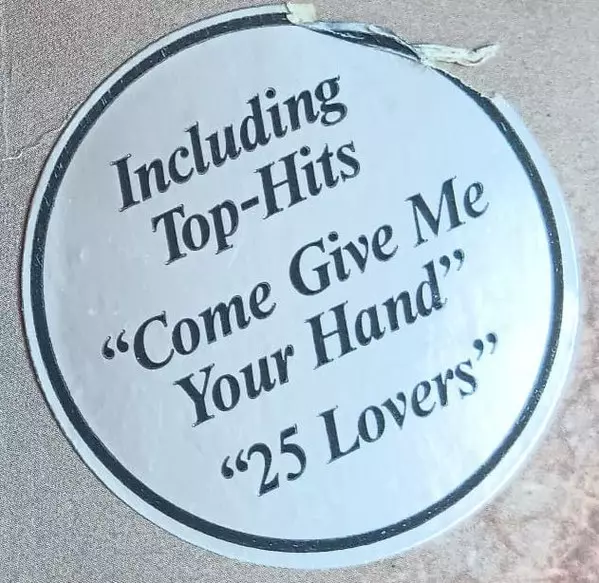 Including
Top-Hits
“Come Give Me
Your Hand”
“25 Lovers”